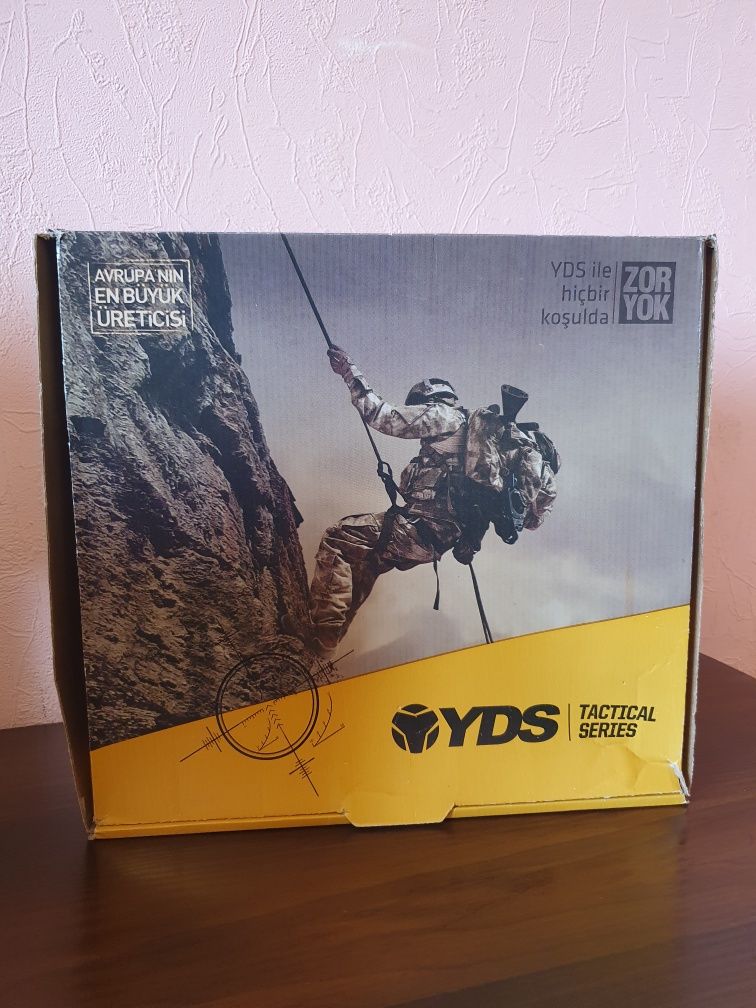 AVRUPA'NIN
EN BÜYÜK
ÜRETİCİSİ
YDS ile
hiçbir
koşulda
ZOR
YOK
YDS
TACTICAL
SERIES